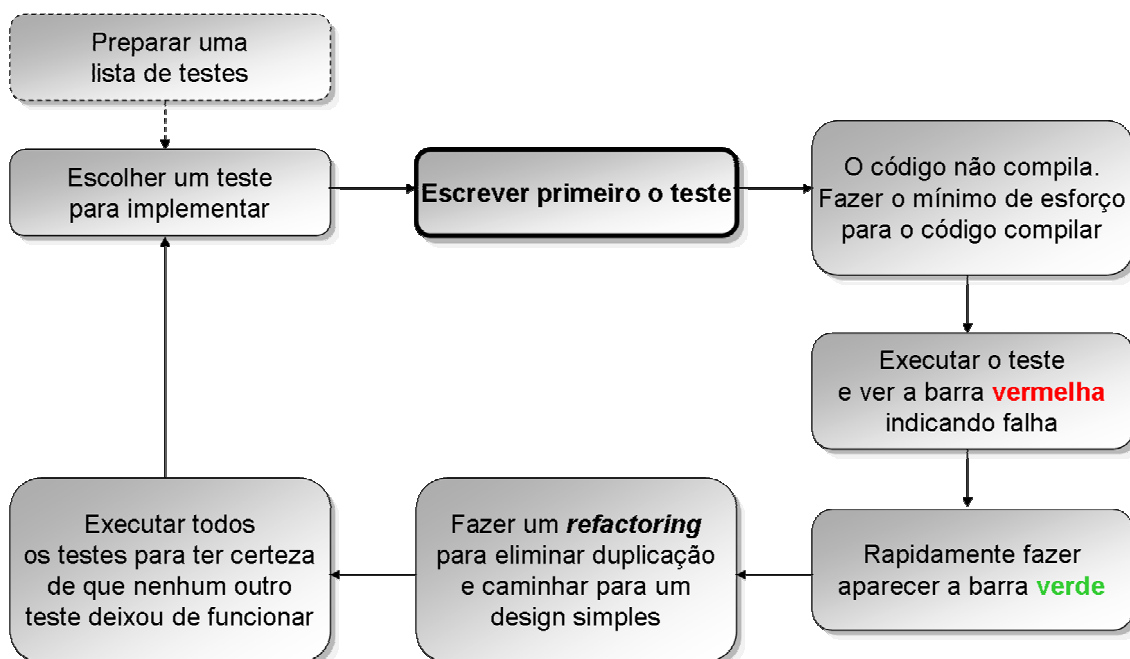 Preparar uma
lista de testes
Escolher um teste
para implementar
Escrever primeiro o teste
O código não compila.
Fazer o mínimo de esforço
para o código compilar
Executar o teste
e ver a barra vermelha
indicando falha
Rapidamente fazer
aparecer a barra verde
Fazer um refactoring
para eliminar duplicação
e caminhar para um
design simples
Executar todos
os testes para ter certeza
de que nenhum outro
teste deixou de funcionar